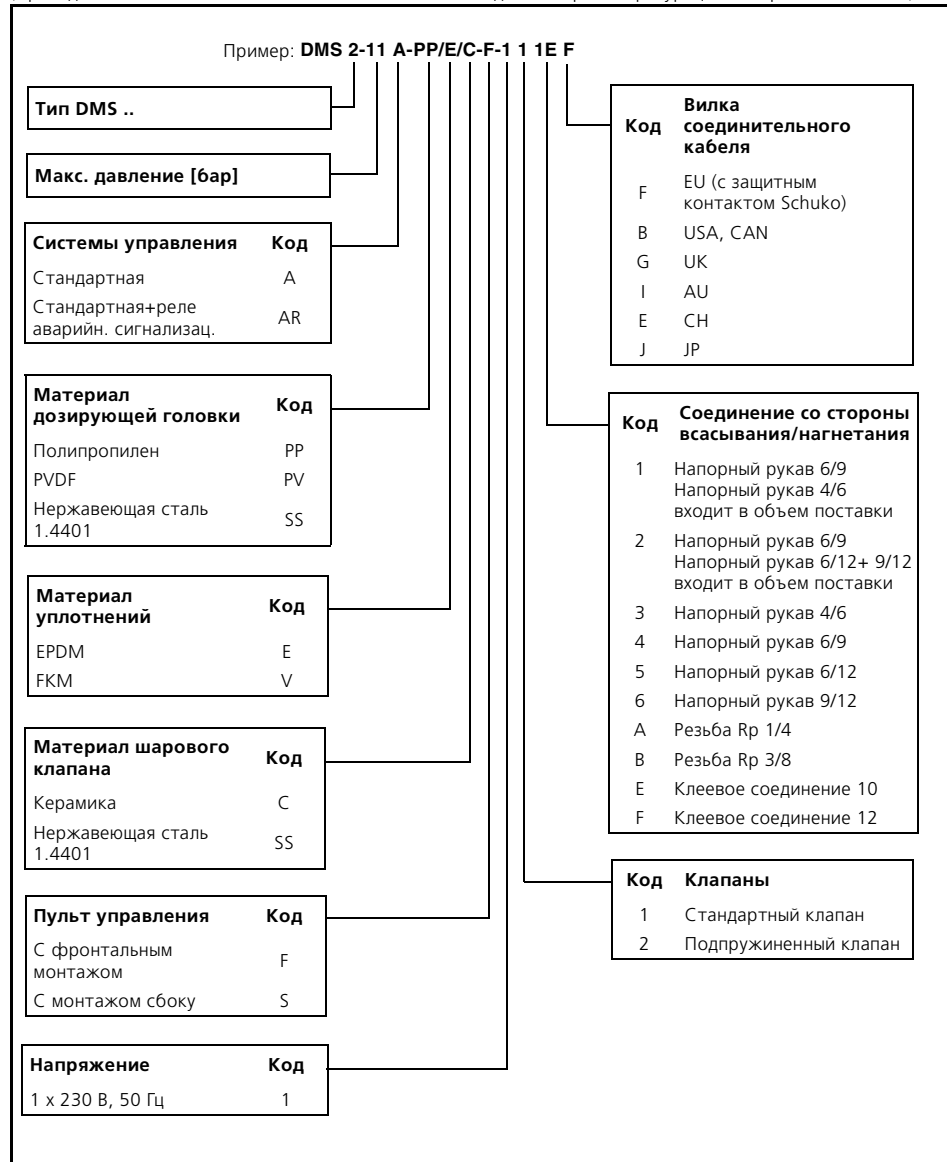 Пример: DMS 2-11 A-PP/E/C-F-1 1 1E F
Тип DMS ..
Макс. давление [бар]
Системы управления Код
Стандартная A
Стандартная+реле
аварийн. сигнализац. AR
Материал
дозирующей головки Код
Полипропилен PP
PVDF PV
Нержавеющая сталь
1.4401 SS
Материал
уплотнений Код
EPDM E
FKM V
Материал шарового
клапана Код
Керамика C
Нержавеющая сталь
1.4401 SS
Пульт управления Код
С фронтальным
монтажом F
С монтажом сбоку S
Напряжение Код
1 x 230 В, 50 Гц 1
Код Вилка
соединительного
кабеля
F EU (с защитным
контактом Schuko)
B USA, CAN
G UK
I AU
E CH
J JP
Код Соединение со стороны
всасывания/нагнетания
1 Напорный рукав 6/9
Напорный рукав 4/6
входит в объем поставки
2 Напорный рукав 6/9
Напорный рукав 6/12+ 9/12
входит в объем поставки
3 Напорный рукав 4/6
4 Напорный рукав 6/9
5 Напорный рукав 6/12
6 Напорный рукав 9/12
A Резьба Rp 1/4
B Резьба Rp 3/8
E Клеевое соединение 10
F Клеевое соединение 12
Код Клапаны
1 Стандартный клапан
2 Подпружиненный клапан